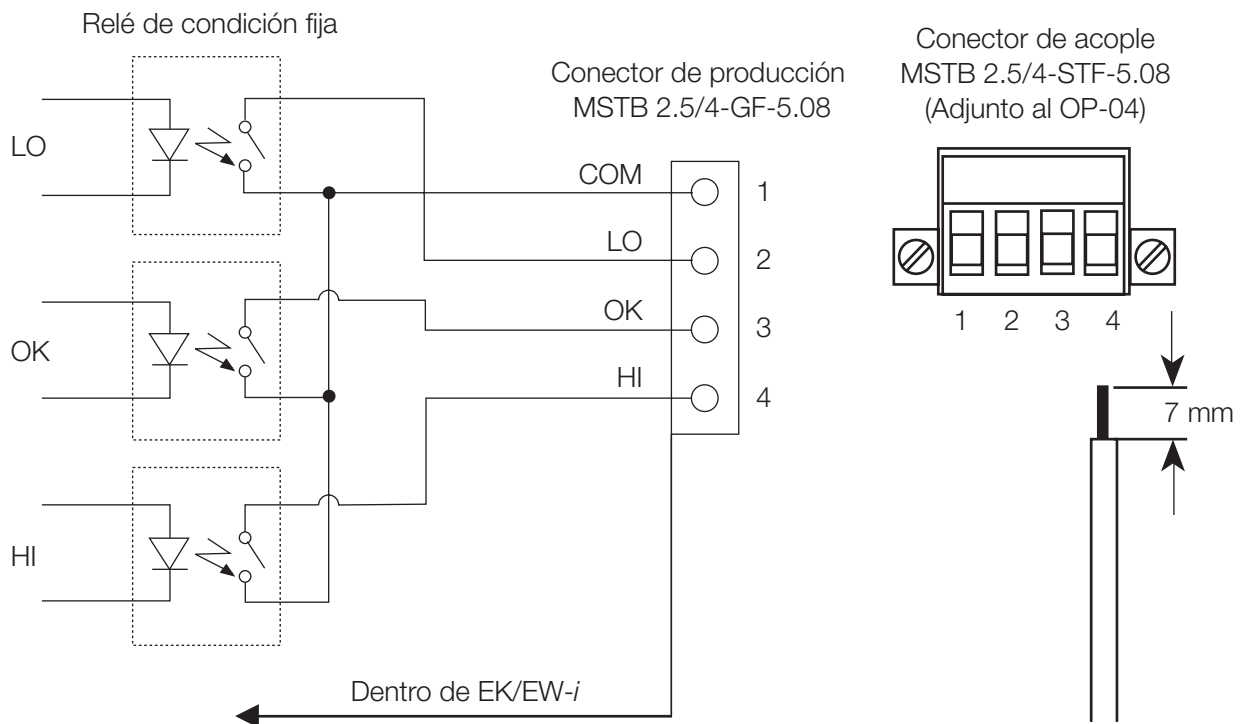 Relé de condición fija
Conector de producción
MSTB 2.5/4-GF-5.08
Conector de acople
MSTB 2.5/4-STF-5.08
(Adjunto al OP-04)
LO
OK
HI
COM
1
LO
2
OK
3
HI
4
1 2 3 4
7 mm
Dentro de EK/EW-i